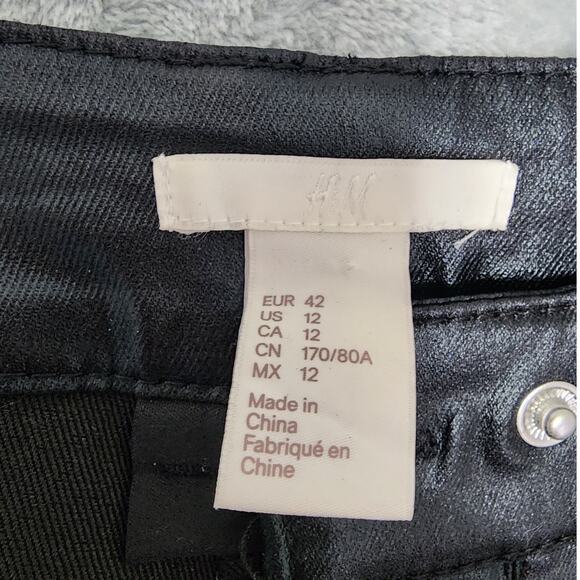 H&M
EUR 42
US 12
CA 12
CN 170/80A
MX 12
Made in
China
Fabriqué en
Chine